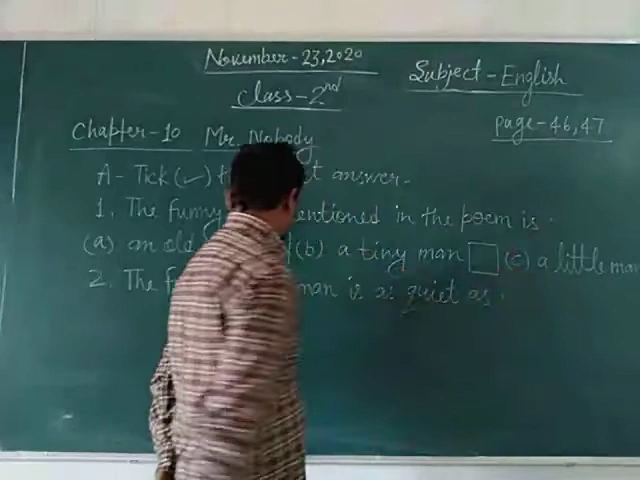 November-23,2020
Subject-English
Class-2nd
Page-46,47
Chapter-10 Mr. Nobody
A- Tick (✓) answer.
1. The funny in the poem is
(a) an old (b) a tiny man (c) a little man
2. The man is as quiet as